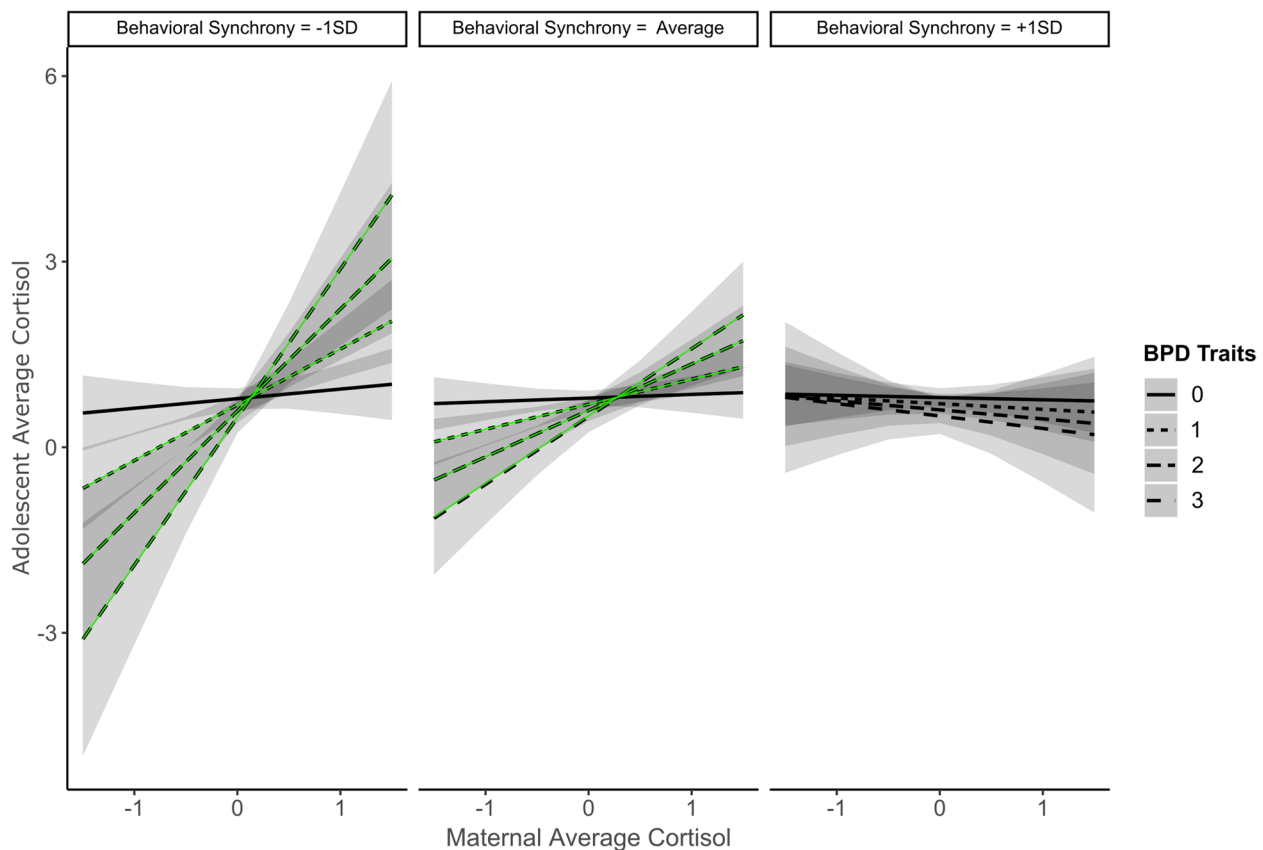 Behavioral Synchrony = -1SD
Behavioral Synchrony =  Average
Behavioral Synchrony = +1SD
6
3
0
-3
Adolescent Average Cortisol
-1 0 1
-1 0 1
-1 0 1
Maternal Average Cortisol
BPD Traits
0
1
2
3